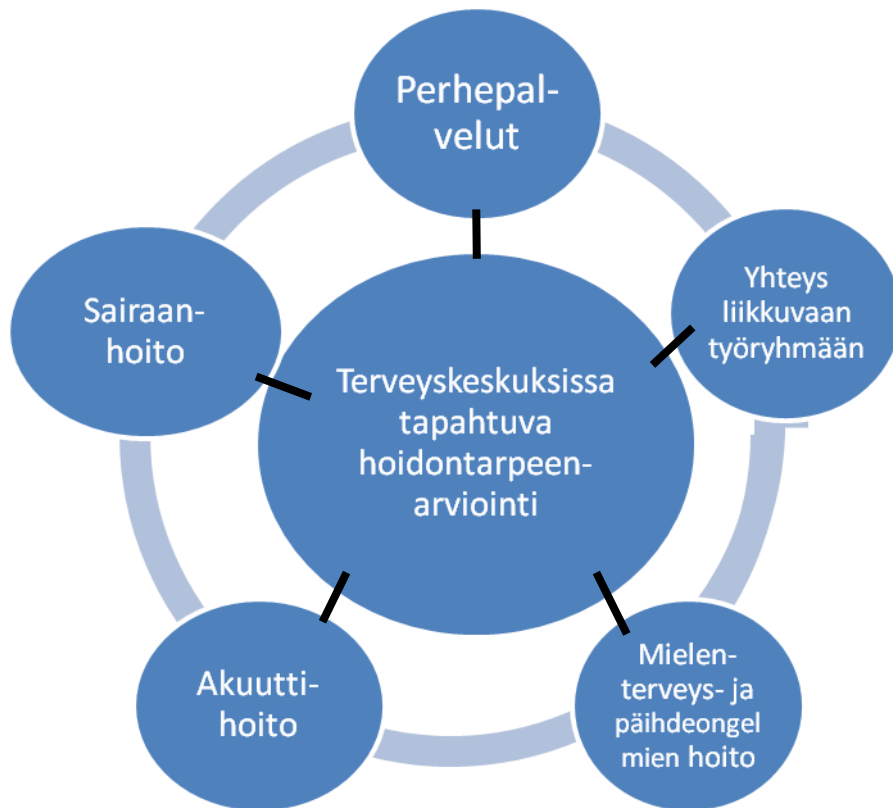 Perhepal-
velut
Yhteys
liikkuvaan
työryhmään
Sairaan-
hoito
Terveyskeskuksissa
tapahtuva
hoidontarpeen-
arviointi
Mielen-
terveys- ja
päihdeongel
mien hoito
Akuutti-
hoito